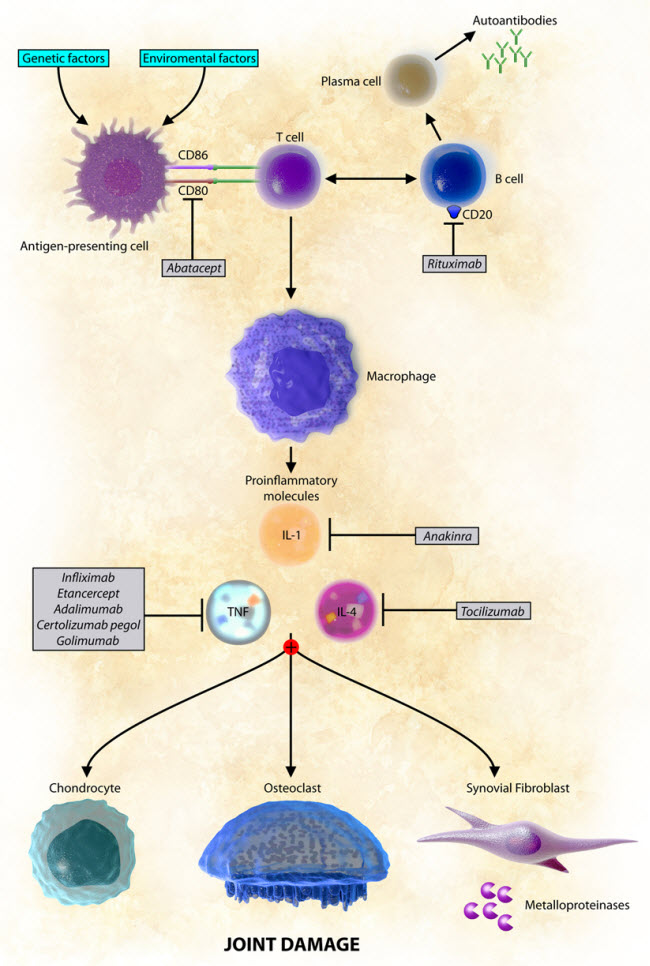 Autoantibodies
Genetic factors
Enviromental factors
Plasma cell
T cell
CD86
CD80
B cell
CD20
Antigen-presenting cell
Abatacept
Rituximab
Macrophage
Proinflammatory
molecules
IL-1
Anakinra
Infliximab
Etancercept
Adalimumab
Certolizumab pegol
Golimumab
TNF
IL-4
Tocilizumab
+
Chondrocyte
Osteoclast
Synovial Fibroblast
Metalloproteinases
JOINT DAMAGE